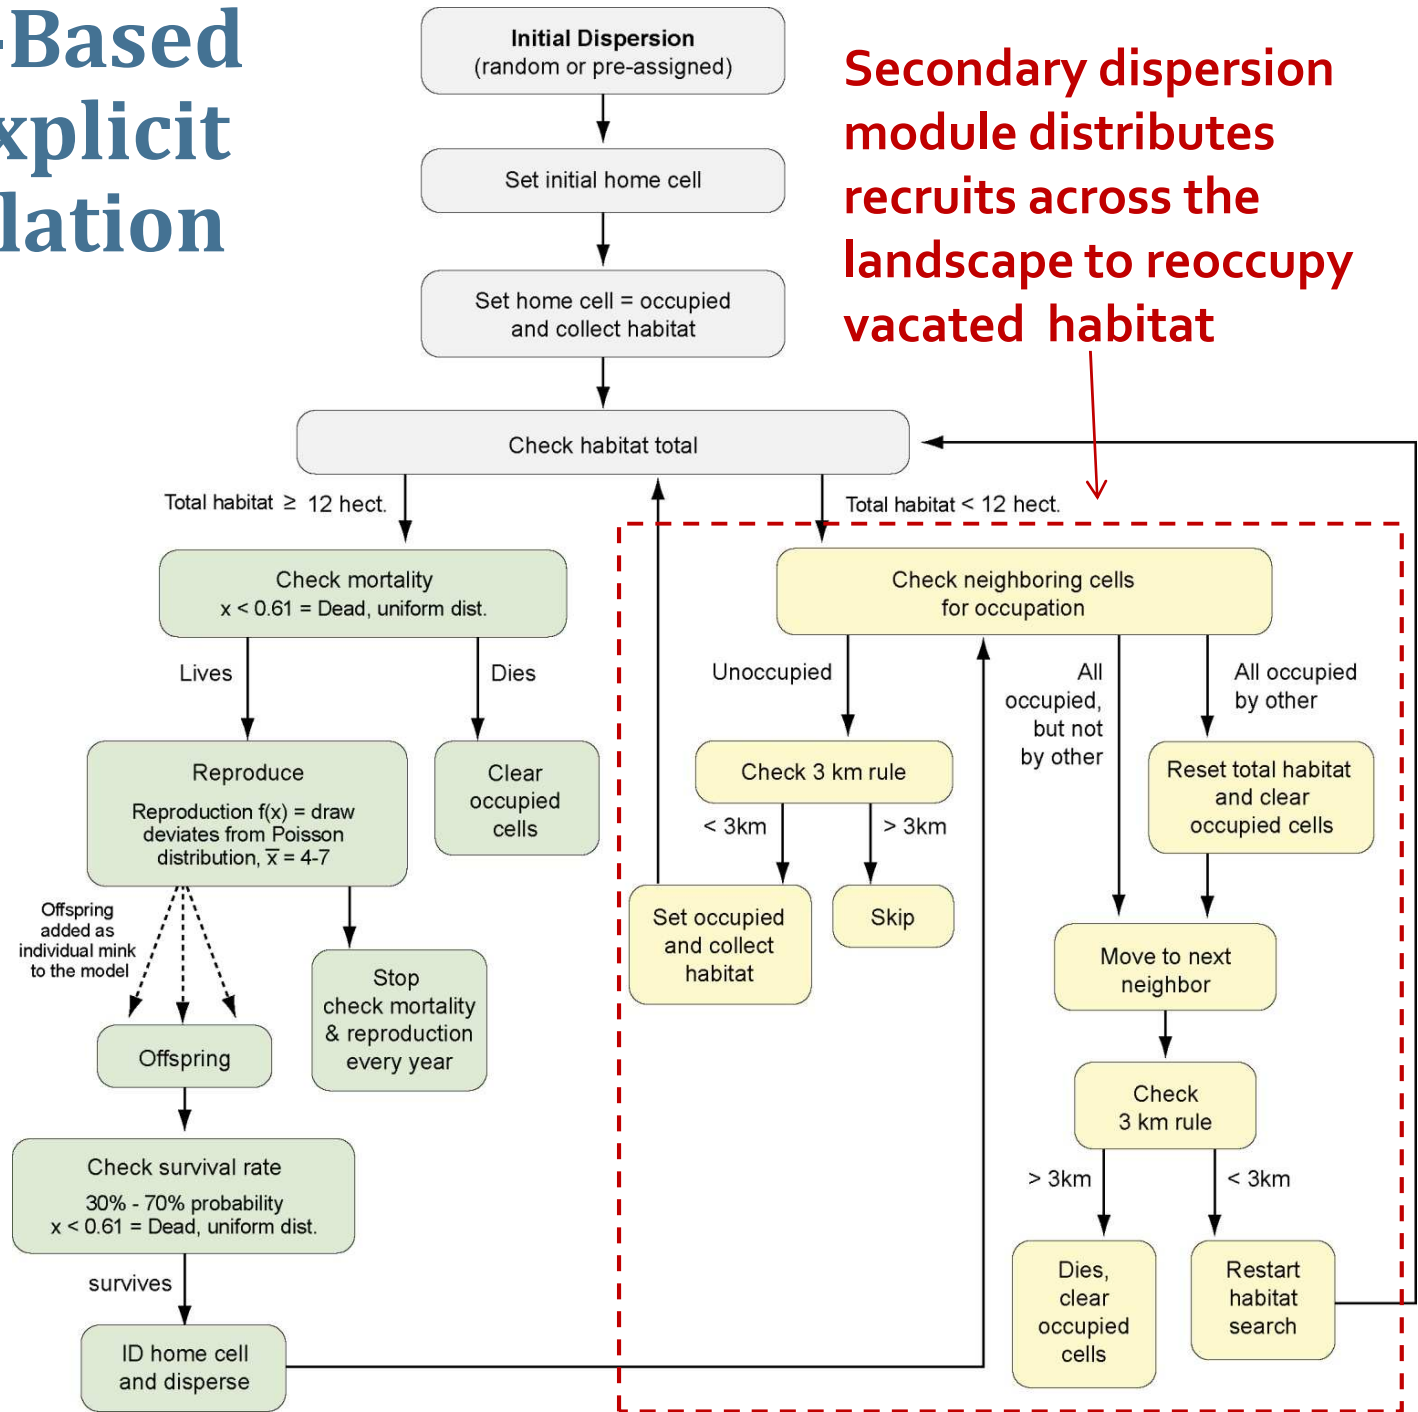 -Based
xplicit
lation
Initial Dispersion
(random or pre-assigned)
Secondary dispersion
module distributes
recruits across the
landscape to reoccupy
vacated habitat
Set initial home cell
Set home cell = occupied
and collect habitat
Check habitat total
Total habitat ≥ 12 hect.
Total habitat < 12 hect.
Check mortality
x < 0.61 = Dead, uniform dist.
Lives
Dies
Reproduce
Reproduction f(x) = draw
deviates from Poisson
distribution, x̅ = 4-7
Clear
occupied
cells
Offspring
added as
individual mink
to the model
Stop
check mortality
& reproduction
every year
Offspring
Check survival rate
30% - 70% probability
x < 0.61 = Dead, uniform dist.
survives
ID home cell
and disperse
Check neighboring cells
for occupation
Unoccupied
All
occupied,
but not
by other
All occupied
by other
Check 3 km rule
< 3km
> 3km
Set occupied
and collect
habitat
Skip
Reset total habitat
and clear
occupied cells
Move to next
neighbor
Check
3 km rule
> 3km
< 3km
Dies,
clear
occupied
cells
Restart
habitat
search